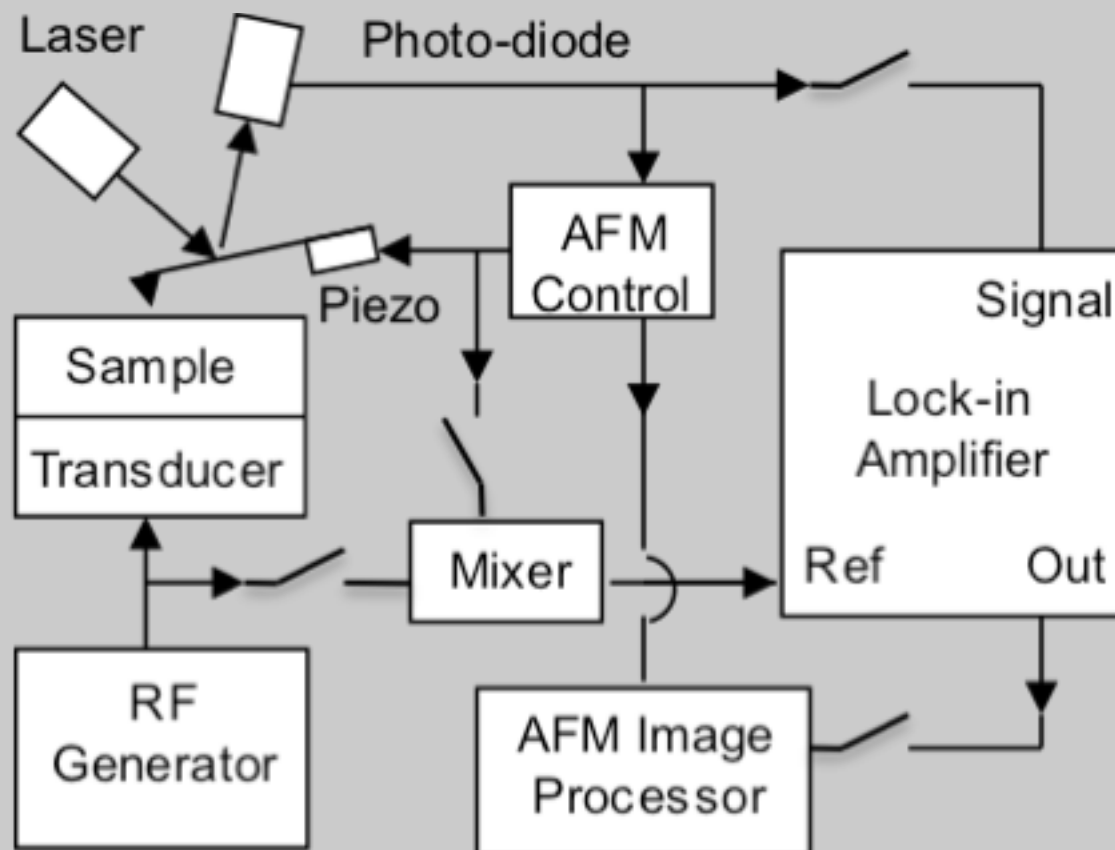 Laser
Photo-diode
AFM
Control
Piezo
Signal
Sample
Lock-in
Amplifier
Transducer
Mixer
Ref
Out
RF
Generator
AFM Image
Processor